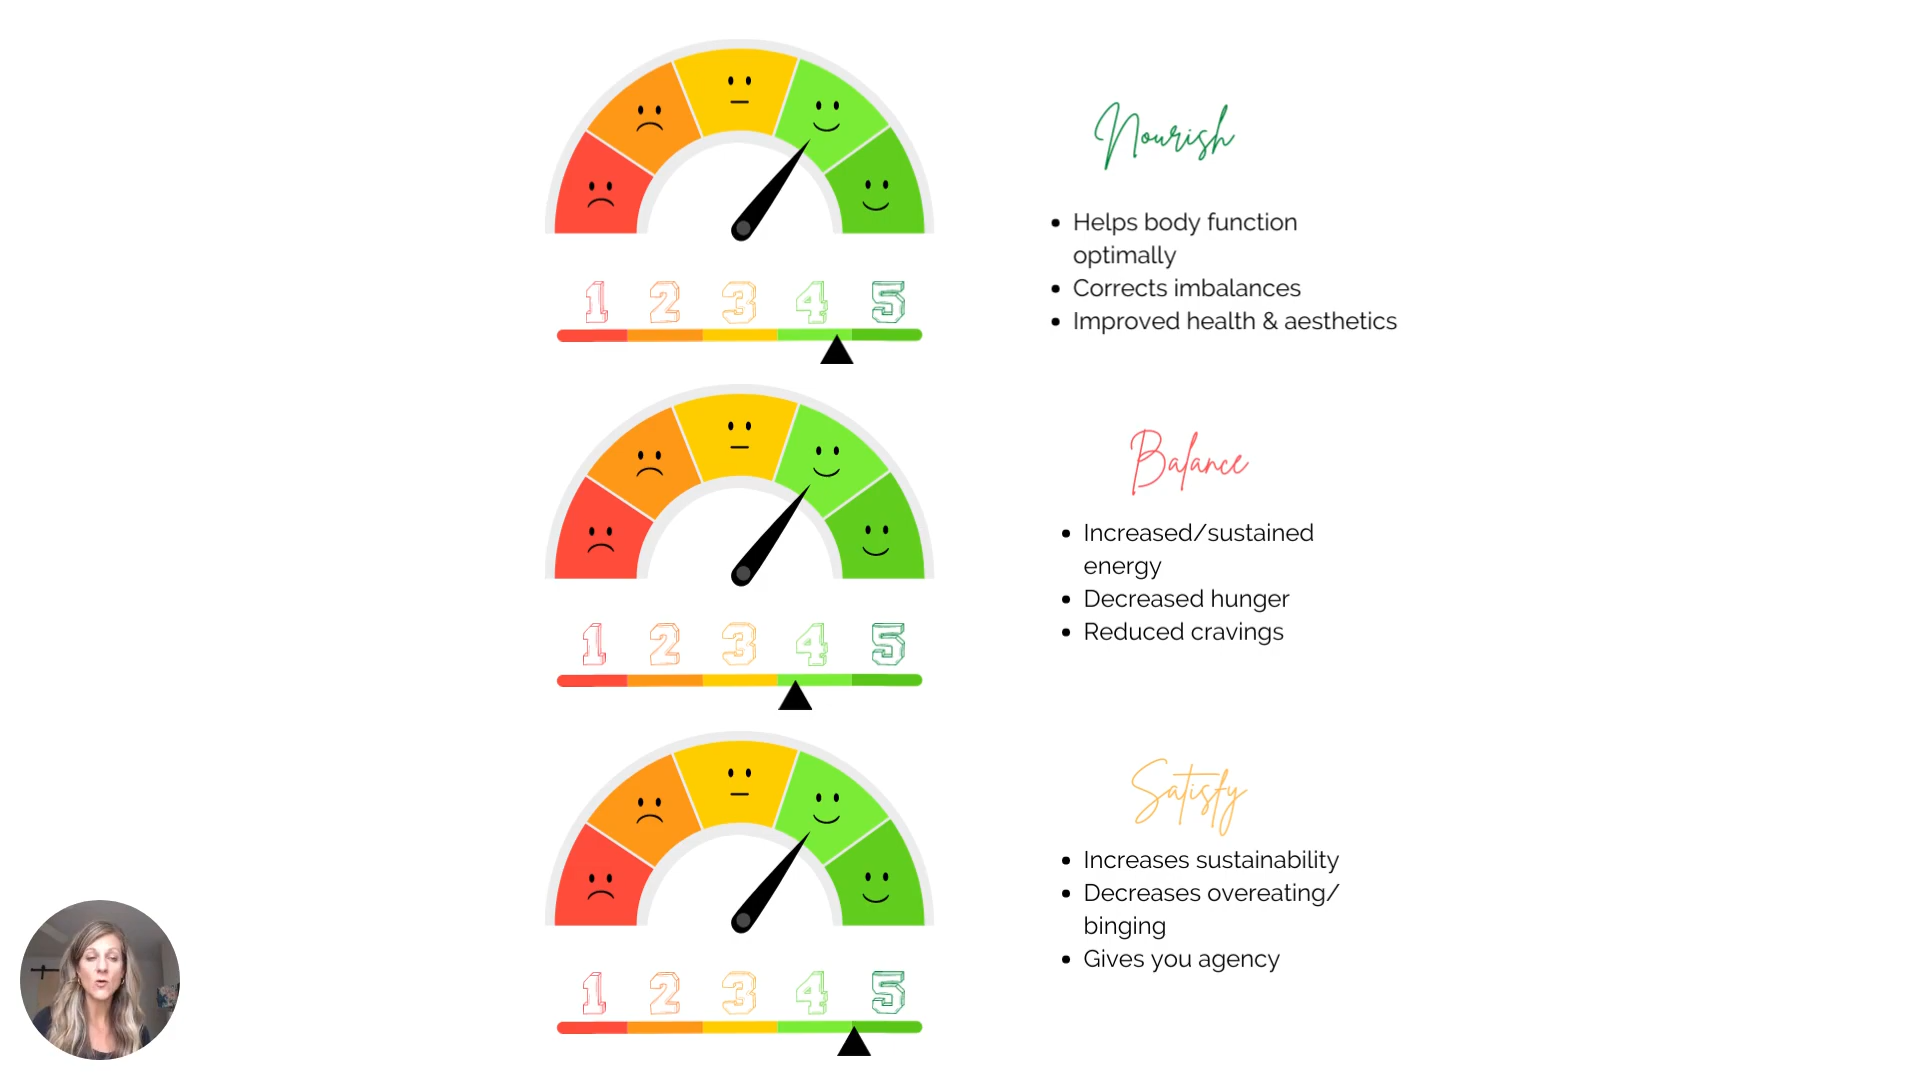 1 2 3 4 5
Nourish
Helps body function
optimally
Corrects imbalances
Improved health & aesthetics
1 2 3 4 5
Balance
Increased/sustained
energy
Decreased hunger
Reduced cravings
1 2 3 4 5
Satisfy
Increases sustainability
Decreases overeating/
binging
Gives you agency